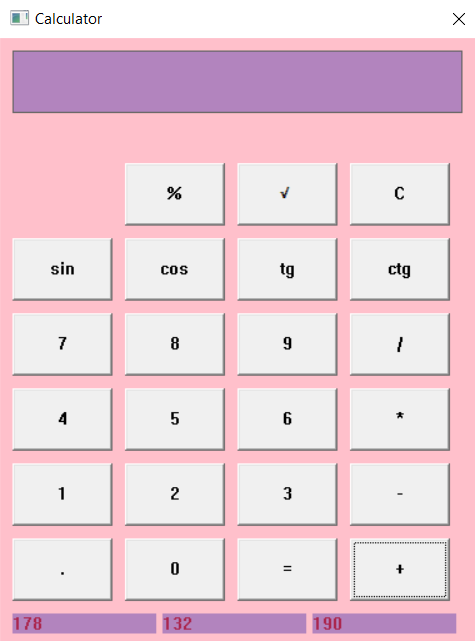 Calculator
% √ C
sin cos tg ctg
7 8 9 /
4 5 6 *
1 2 3 -
. 0 = +
178 132 190